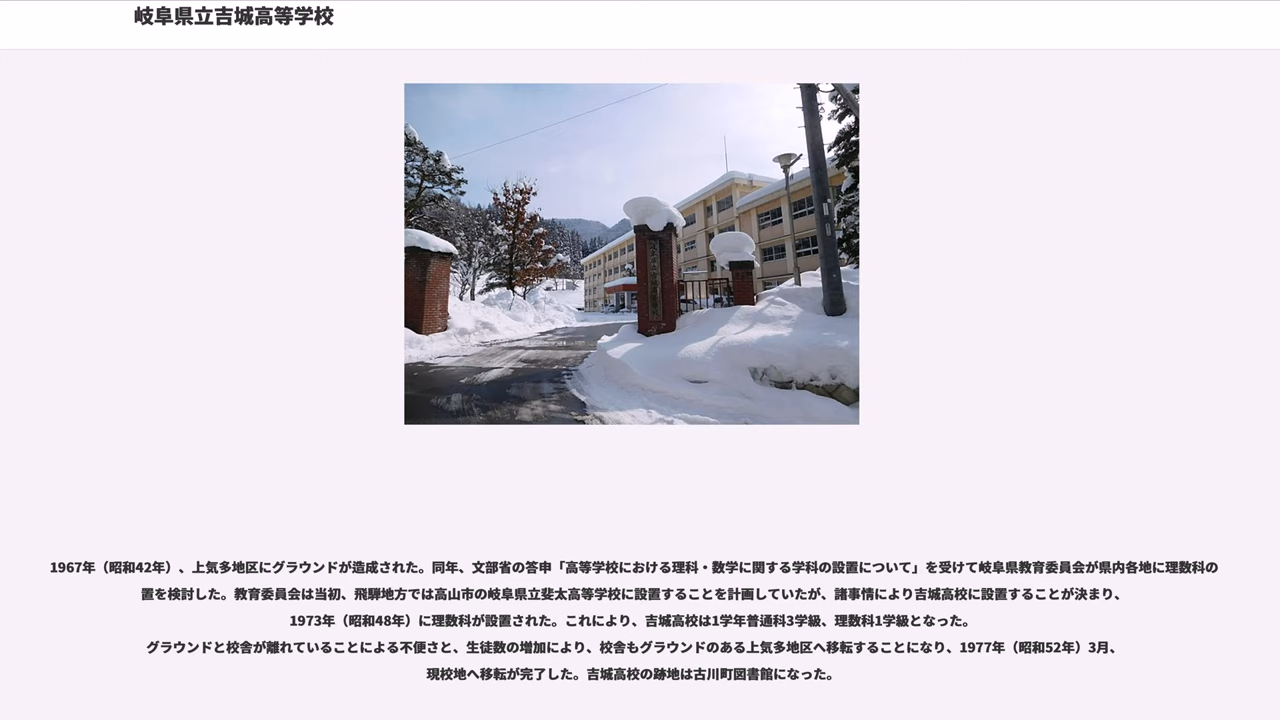 岐阜県立吉城高等学校
1967年（昭和42年）、上気多地区にグラウンドが造成された。同年、文部省の答申「高等学校における理科・数学に関する学科の設置について」を受けて岐阜県教育委員会が県内各地に理数科の
置を検討した。教育委員会は当初、飛騨地方では高山市の岐阜県立斐太高等学校に設置することを計画していたが、諸事情により吉城高校に設置することが決まり、
1973年（昭和48年）に理数科が設置された。これにより、吉城高校は1学年普通科3学級、理数科1学級となった。
グラウンドと校舎が離れていることによる不便さと、生徒数の増加により、校舎もグラウンドのある上気多地区へ移転することになり、1977年（昭和52年）3月、
現校地へ移転が完了した。吉城高校の跡地は古川町図書館になった。